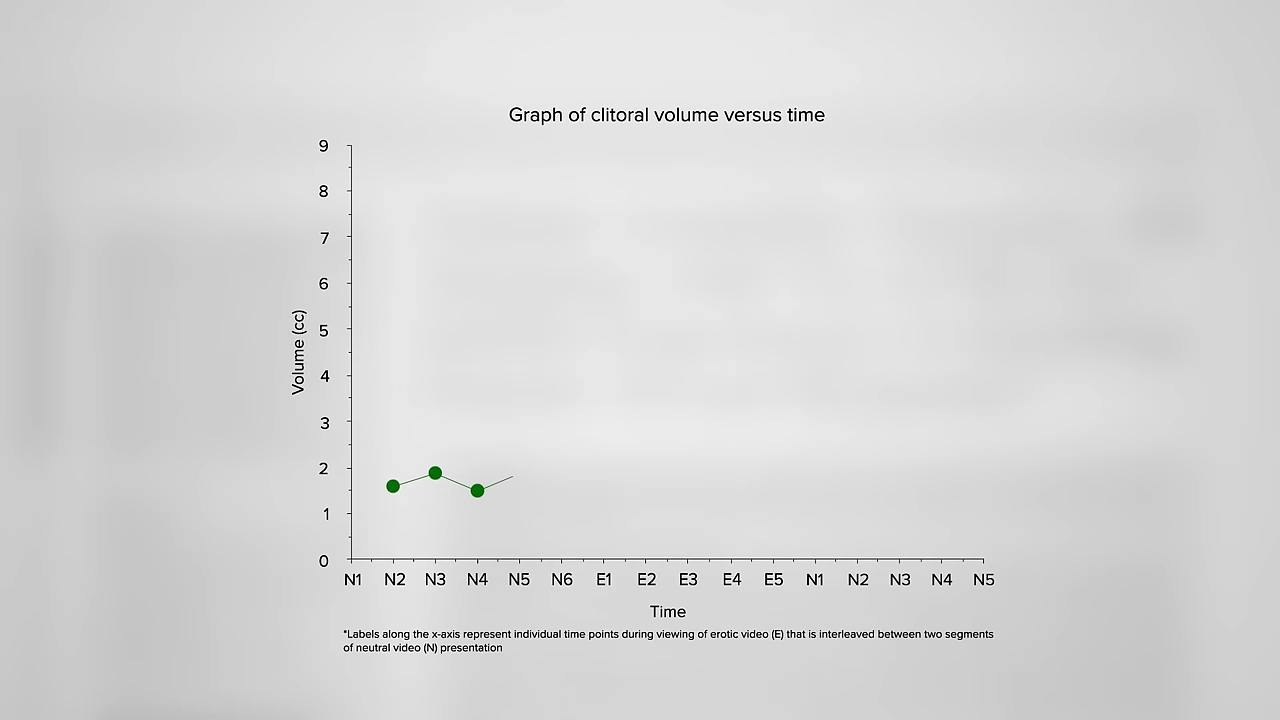 Graph of clitoral volume versus time
9
8
7
6
5
4
3
2
1
0
Volume (cc)
N1 N2 N3 N4 N5 N6 E1 E2 E3 E4 E5 N1 N2 N3 N4 N5
Time
*Labels along the x-axis represent individual time points during viewing of erotic video (E) that is interleaved between two segments
of neutral video (N) presentation